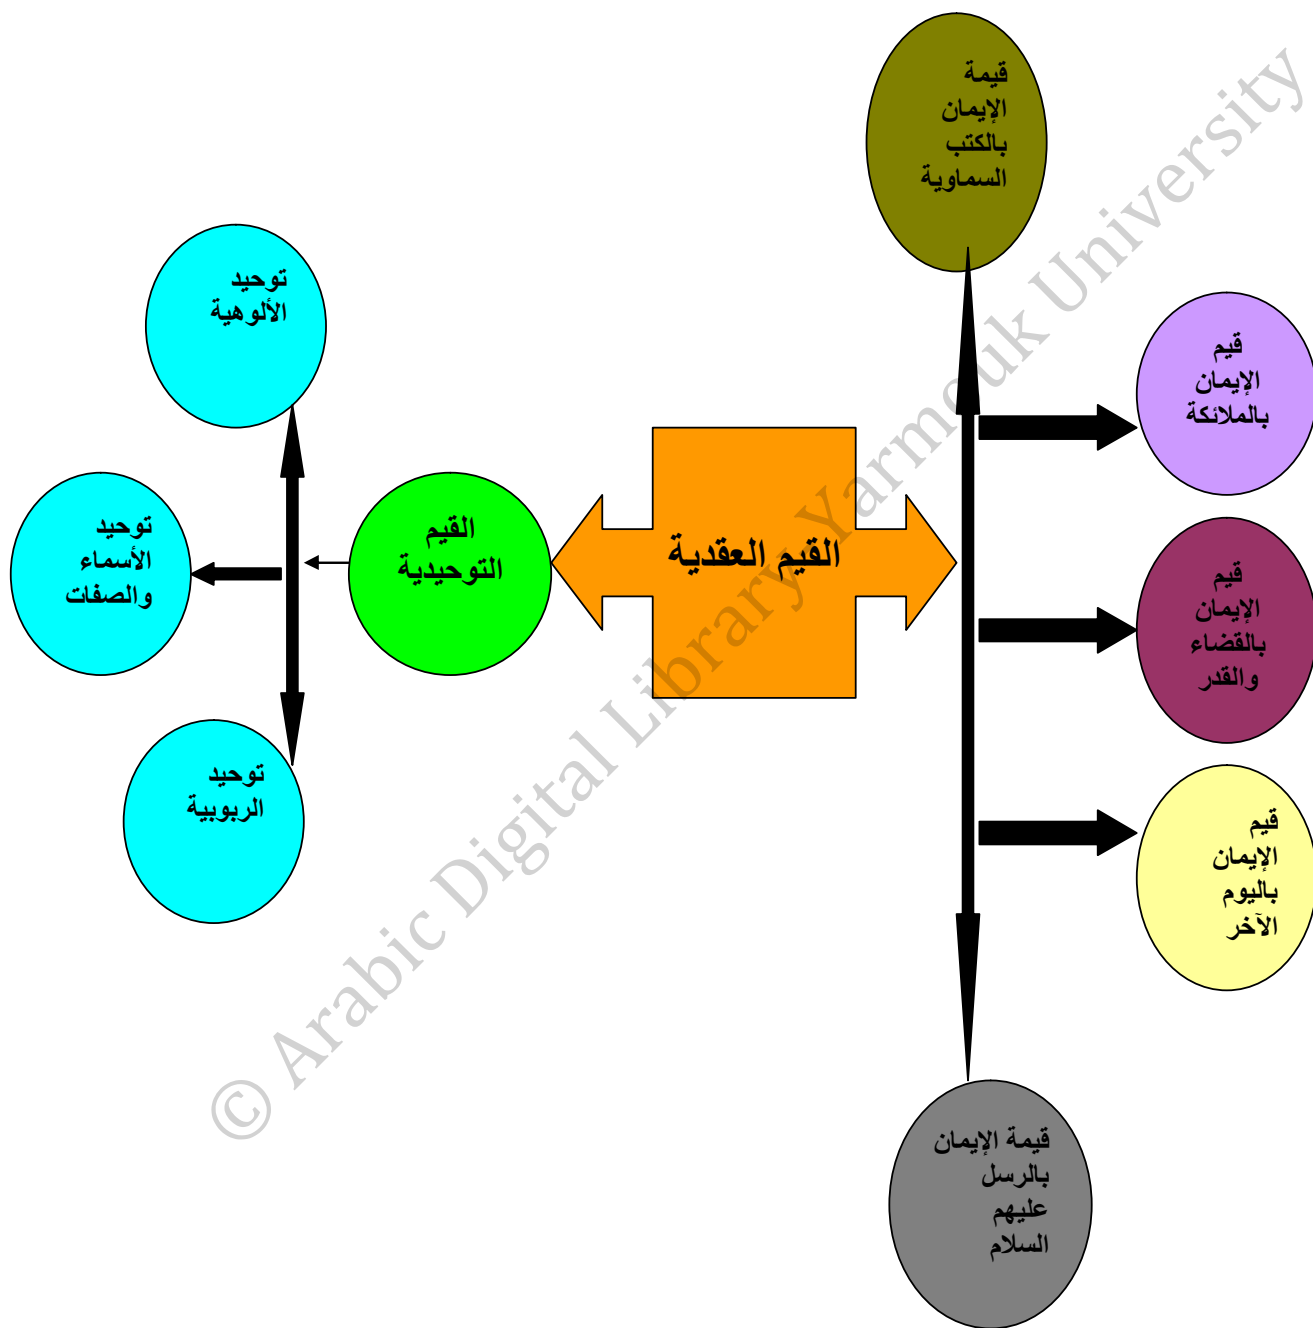 قيمة
الإيمان
بالكتب
السماوية
قيم
الإيمان
بالملائكة
قيم
الإيمان
بالقضاء
والقدر
قيم
الإيمان
باليوم
الآخر
قيمة الإيمان
بالرسل
عليهم
السلام
القيم العقدية
القيم
التوحيدية
توحيد
الألوهية
توحيد
الأسماء
والصفات
توحيد
الربوبية
© Arabic Digital Library Yarmouk University